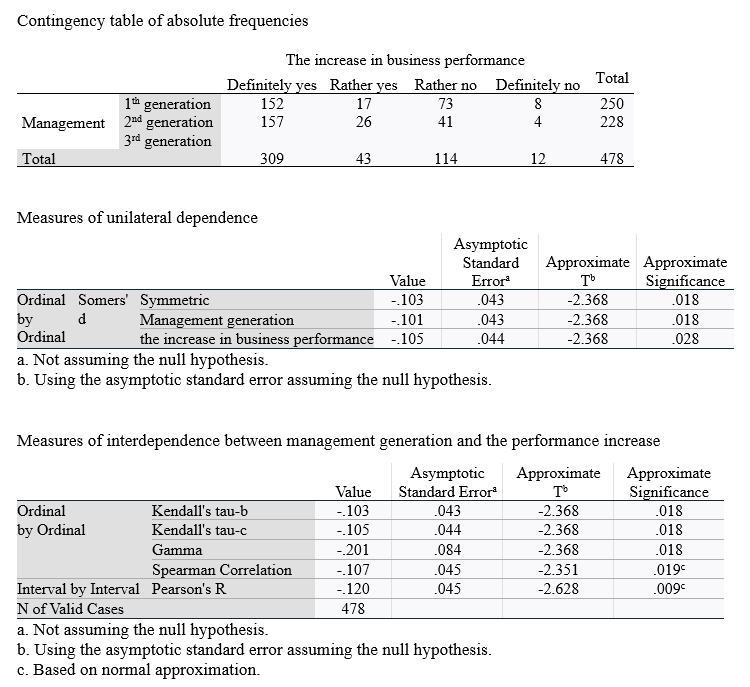 Contingency table of absolute frequencies
The increase in business performance
Definitely yes Rather yes Rather no Definitely no Total
Management 1th generation 152 17 73 8 250
2nd generation 157 26 41 4 228
3rd generation
Total 309 43 114 12 478
Measures of unilateral dependence
Value Asymptotic Standard Errorᵃ Approximate Tᵇ Approximate Significance
Ordinal by Ordinal Somers' d Symmetric -.103 .043 -2.368 .018
Management generation -.101 .043 -2.368 .018
the increase in business performance -.105 .044 -2.368 .028
a. Not assuming the null hypothesis.
b. Using the asymptotic standard error assuming the null hypothesis.
Measures of interdependence between management generation and the performance increase
Value Asymptotic Standard Errorᵃ Approximate Tᵇ Approximate Significance
Ordinal by Ordinal Kendall's tau-b -.103 .043 -2.368 .018
Kendall's tau-c -.105 .044 -2.368 .018
Gamma -.201 .084 -2.368 .018
Spearman Correlation -.107 .045 -2.351 .019ᶜ
Interval by Interval Pearson's R -.120 .045 -2.628 .009ᶜ
N of Valid Cases 478
a. Not assuming the null hypothesis.
b. Using the asymptotic standard error assuming the null hypothesis.
c. Based on normal approximation.